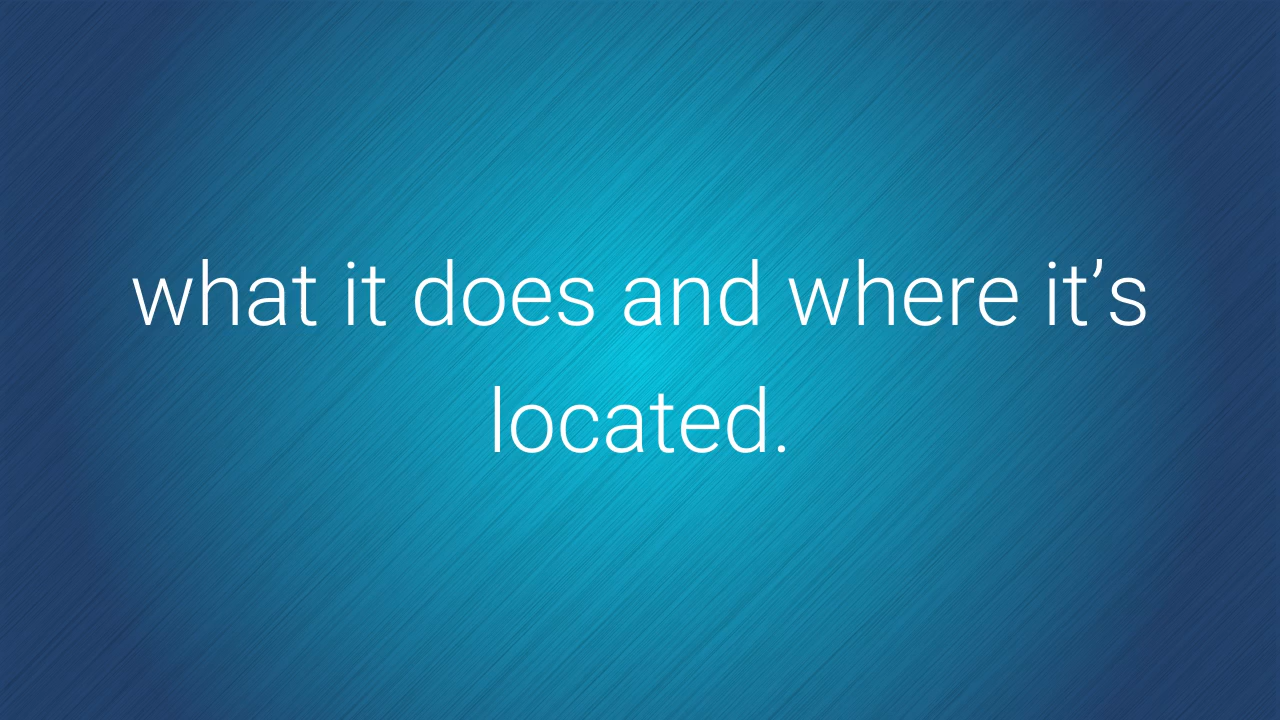 what it does and where it’s
located.